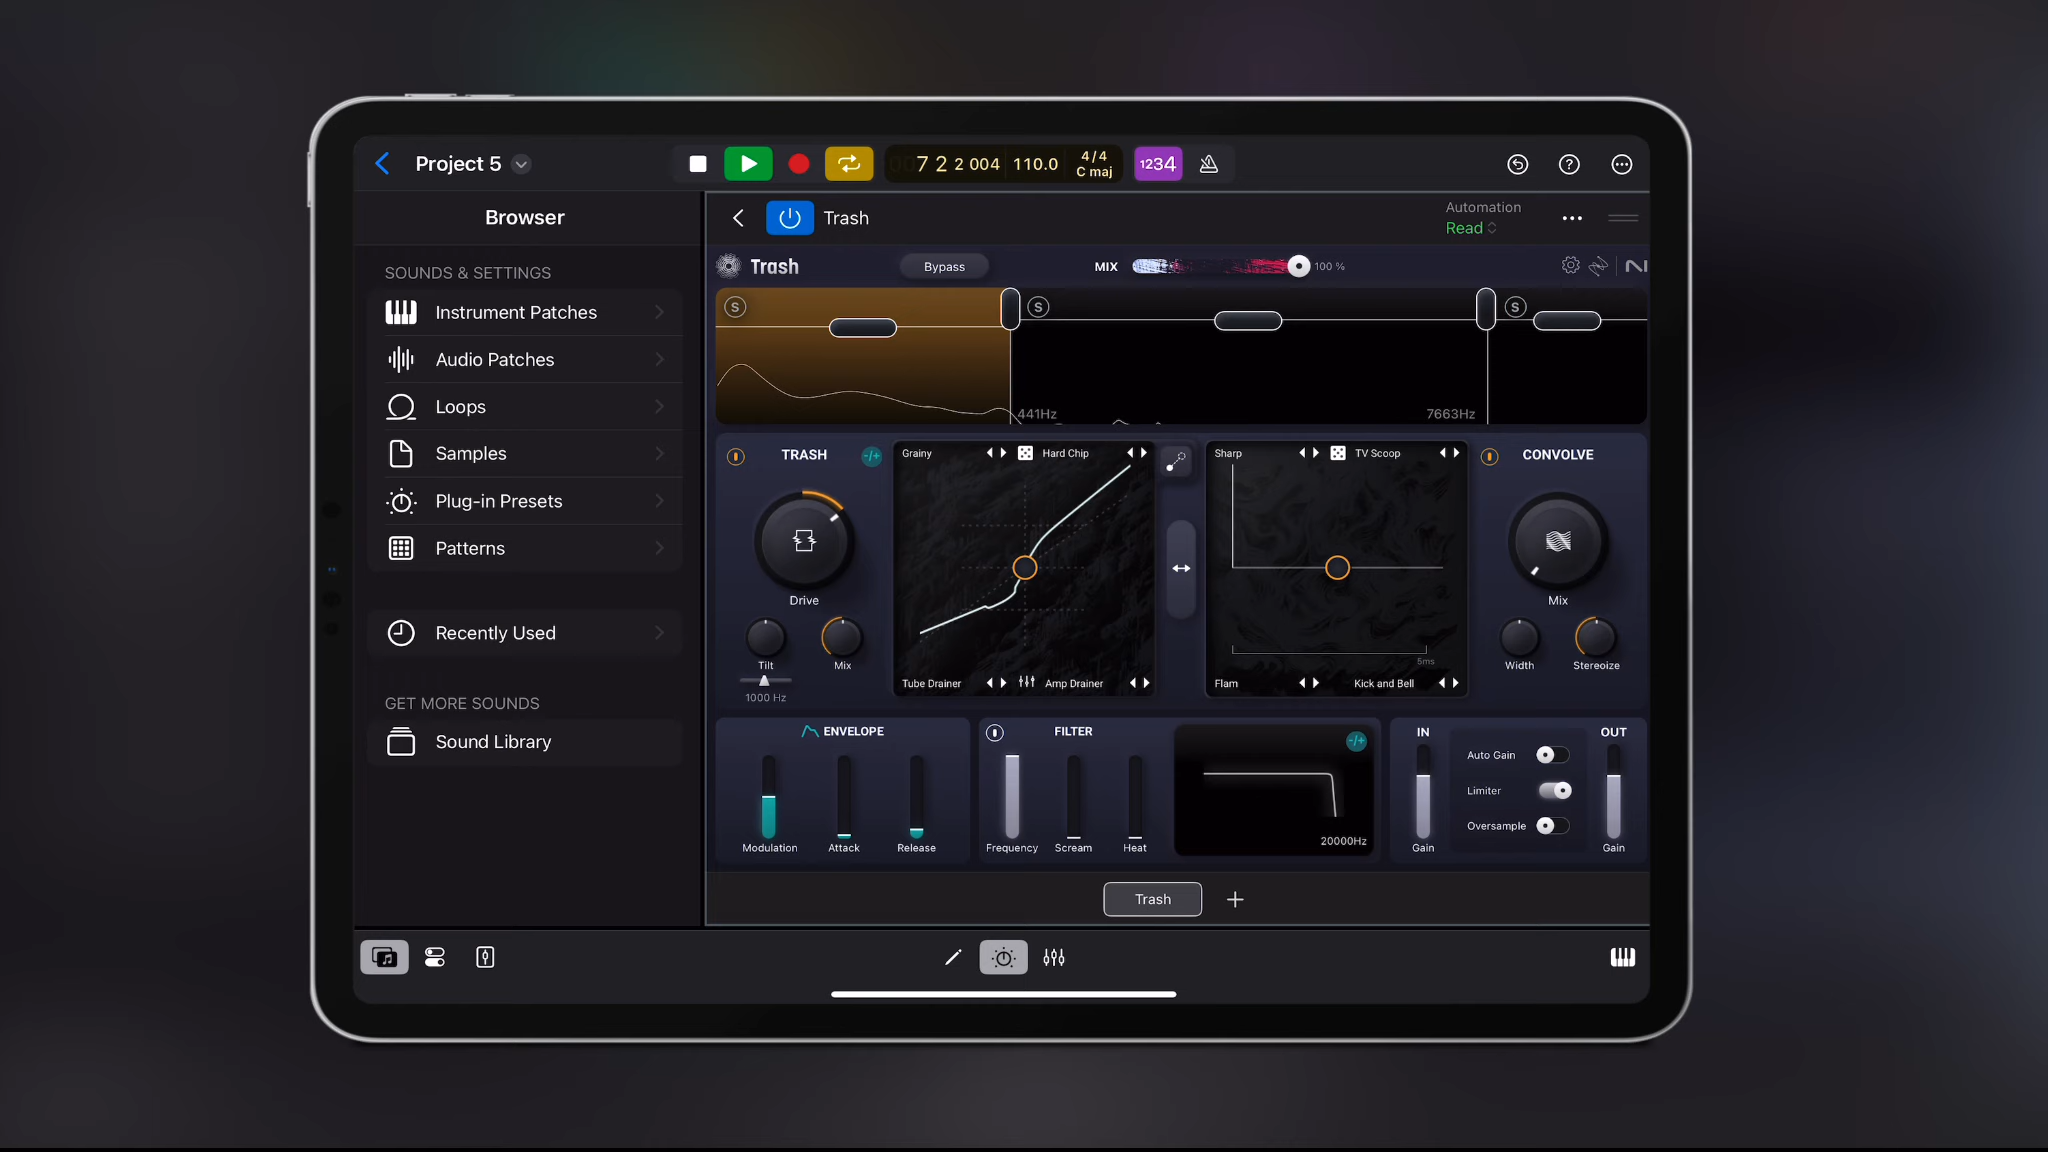 Project 5
7 2 2 004 110.0 4/4 C maj
1234
Browser
Trash
Automation
Read
SOUNDS & SETTINGS
Instrument Patches
Audio Patches
Loops
Samples
Plug-in Presets
Patterns
Recently Used
GET MORE SOUNDS
Sound Library
Trash
Bypass
MIX
100 %
S
S
S
441Hz
7663Hz
TRASH
Grainy
Hard Chip
Sharp
TV Scoop
CONVOLVE
Drive
Mix
Tilt
Mix
Width
Stereoize
1000 Hz
5ms
Tube Drainer
Amp Drainer
Flam
Kick and Bell
ENVELOPE
FILTER
IN
OUT
Auto Gain
Limiter
Oversample
20000Hz
Modulation
Attack
Release
Frequency
Scream
Heat
Gain
Gain
Trash